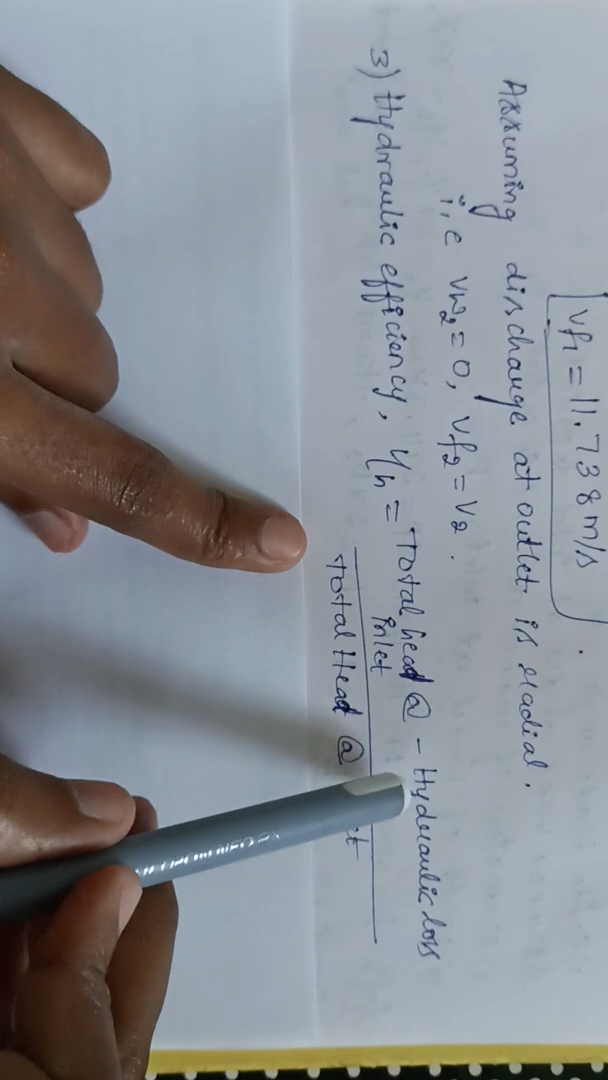 Vf1 = 11.738 m/s
Assuming discharge at outlet is radial.
i,e Vw2 = 0, Vf2 = V2.
3) Hydraulic efficiency, ηh = Total head @ inlet - Hydraulic loss
Total Head @